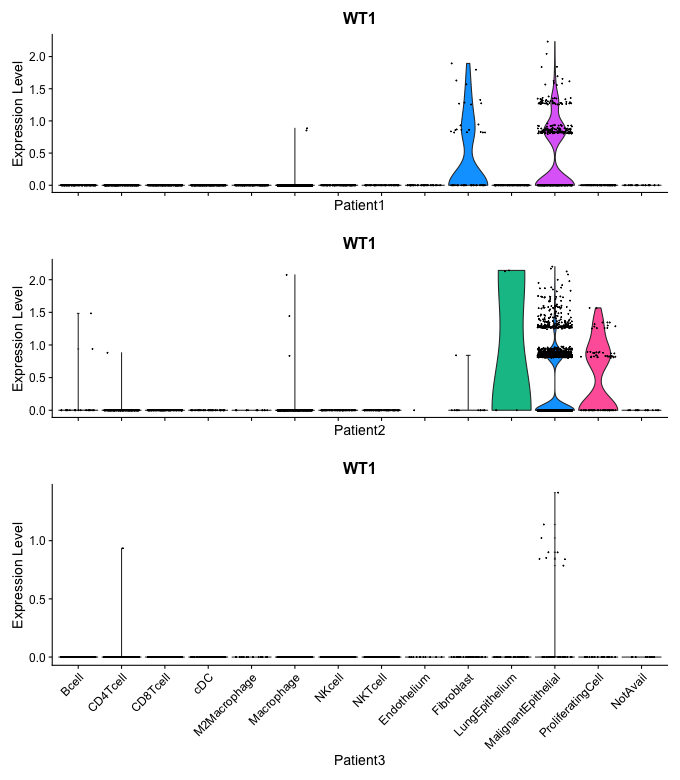 WT1
Expression Level
2.0
1.5
1.0
0.5
0.0
Patient1
WT1
Expression Level
2.0
1.5
1.0
0.5
0.0
Patient2
WT1
Expression Level
1.0
0.5
0.0
Bcell
CD4Tcell
CD8Tcell
cDC
M2Macrophage
Macrophage
NKcell
NKTcell
Endothelium
Fibroblast
LungEpithelium
MalignantEpithelial
ProliferatingCell
NotAvail
Patient3